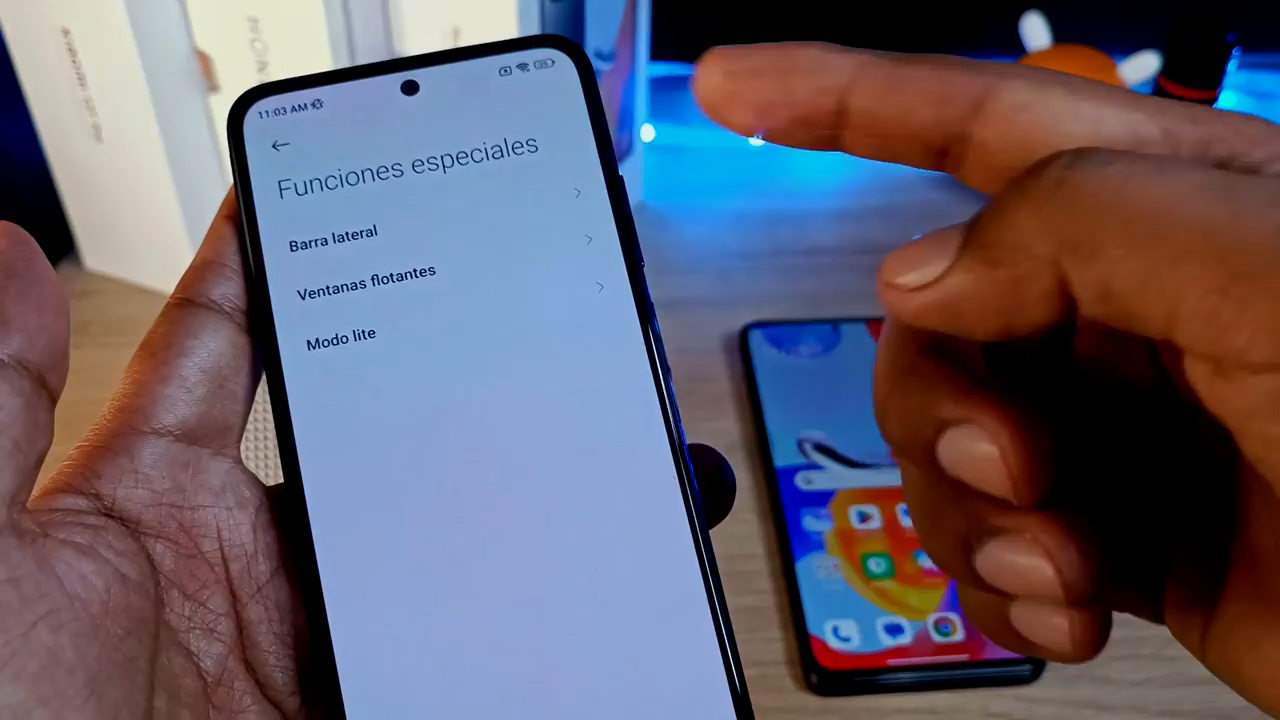 11:03 AM
Funciones especiales
Barra lateral
Ventanas flotantes
Modo lite